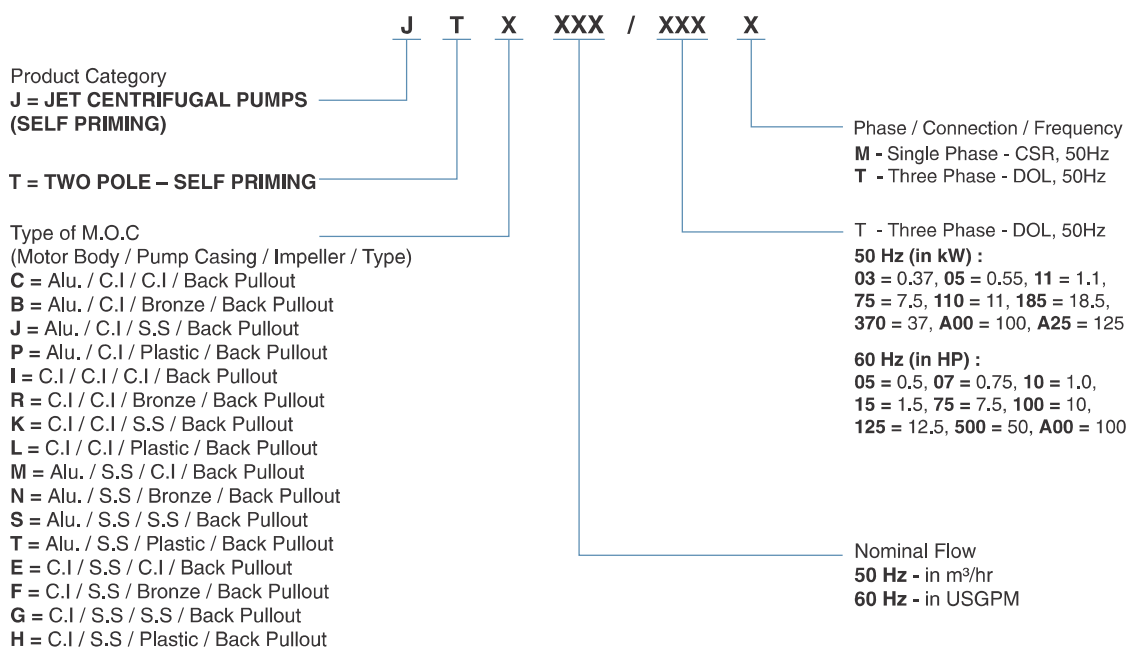 J T X XXX / XXX X
Product Category
J = JET CENTRIFUGAL PUMPS
(SELF PRIMING)
T = TWO POLE – SELF PRIMING
Type of M.O.C
(Motor Body / Pump Casing / Impeller / Type)
C = Alu. / C.I / C.I / Back Pullout
B = Alu. / C.I / Bronze / Back Pullout
J = Alu. / C.I / S.S / Back Pullout
P = Alu. / C.I / Plastic / Back Pullout
I = C.I / C.I / C.I / Back Pullout
R = C.I / C.I / Bronze / Back Pullout
K = C.I / C.I / S.S / Back Pullout
L = C.I / C.I / Plastic / Back Pullout
M = Alu. / S.S / C.I / Back Pullout
N = Alu. / S.S / Bronze / Back Pullout
S = Alu. / S.S / S.S / Back Pullout
T = Alu. / S.S / Plastic / Back Pullout
E = C.I / S.S / C.I / Back Pullout
F = C.I / S.S / Bronze / Back Pullout
G = C.I / S.S / S.S / Back Pullout
H = C.I / S.S / Plastic / Back Pullout
Phase / Connection / Frequency
M - Single Phase - CSR, 50Hz
T - Three Phase - DOL, 50Hz
T - Three Phase - DOL, 50Hz
50 Hz (in kW) :
03 = 0.37, 05 = 0.55, 11 = 1.1,
75 = 7.5, 110 = 11, 185 = 18.5,
370 = 37, A00 = 100, A25 = 125
60 Hz (in HP) :
05 = 0.5, 07 = 0.75, 10 = 1.0,
15 = 1.5, 75 = 7.5, 100 = 10,
125 = 12.5, 500 = 50, A00 = 100
Nominal Flow
50 Hz - in m³/hr
60 Hz - in USGPM